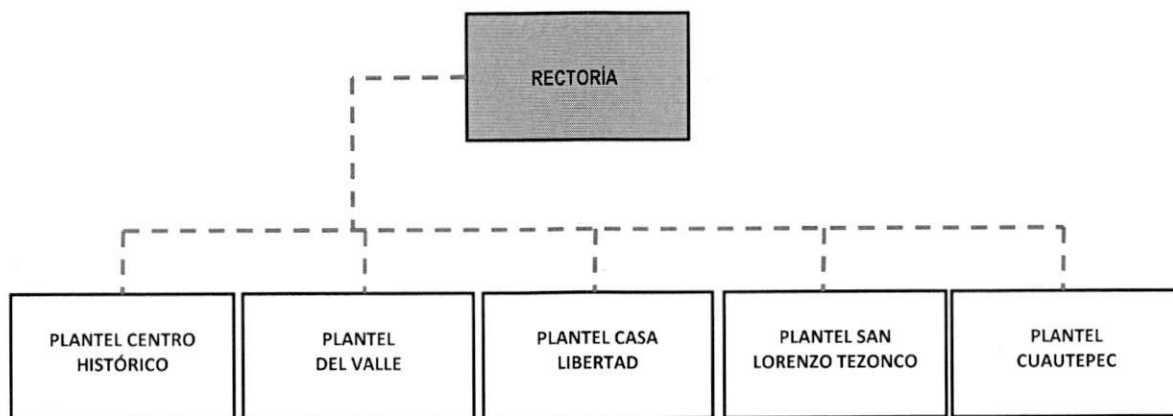 RECTORÍA
PLANTEL CENTRO
HISTÓRICO
PLANTEL
DEL VALLE
PLANTEL CASA
LIBERTAD
PLANTEL SAN
LORENZO TEZONCO
PLANTEL
CUAUTEPEC